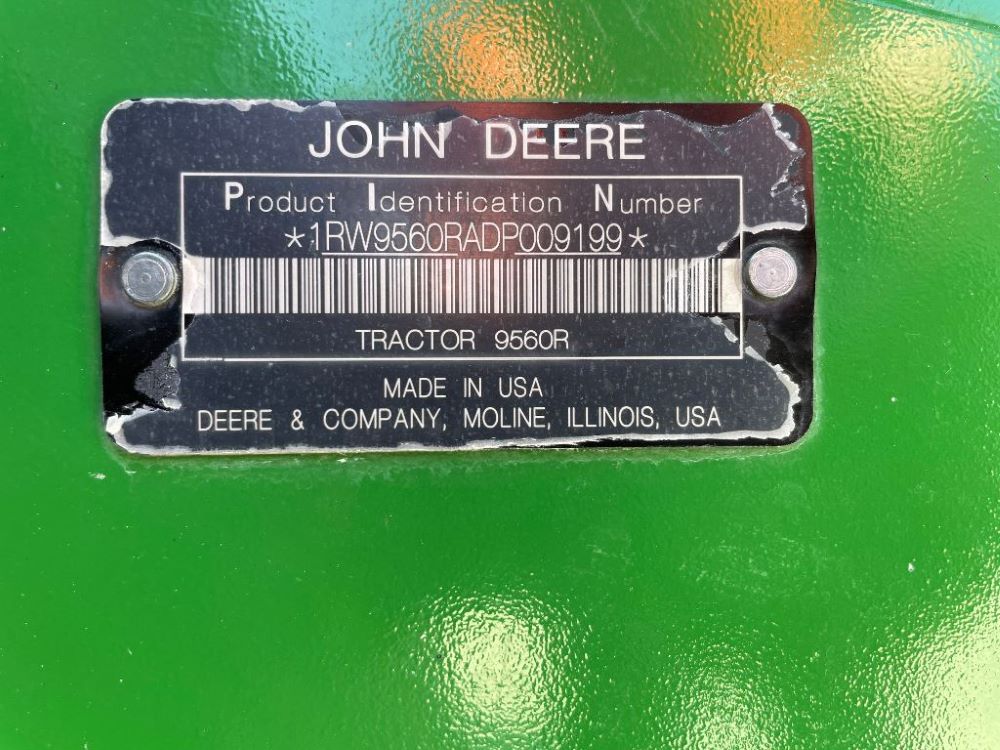 JOHN DEERE
Product Identification Number
*1RW9560RADP009199*
TRACTOR 9560R
MADE IN USA
DEERE & COMPANY, MOLINE, ILLINOIS, USA